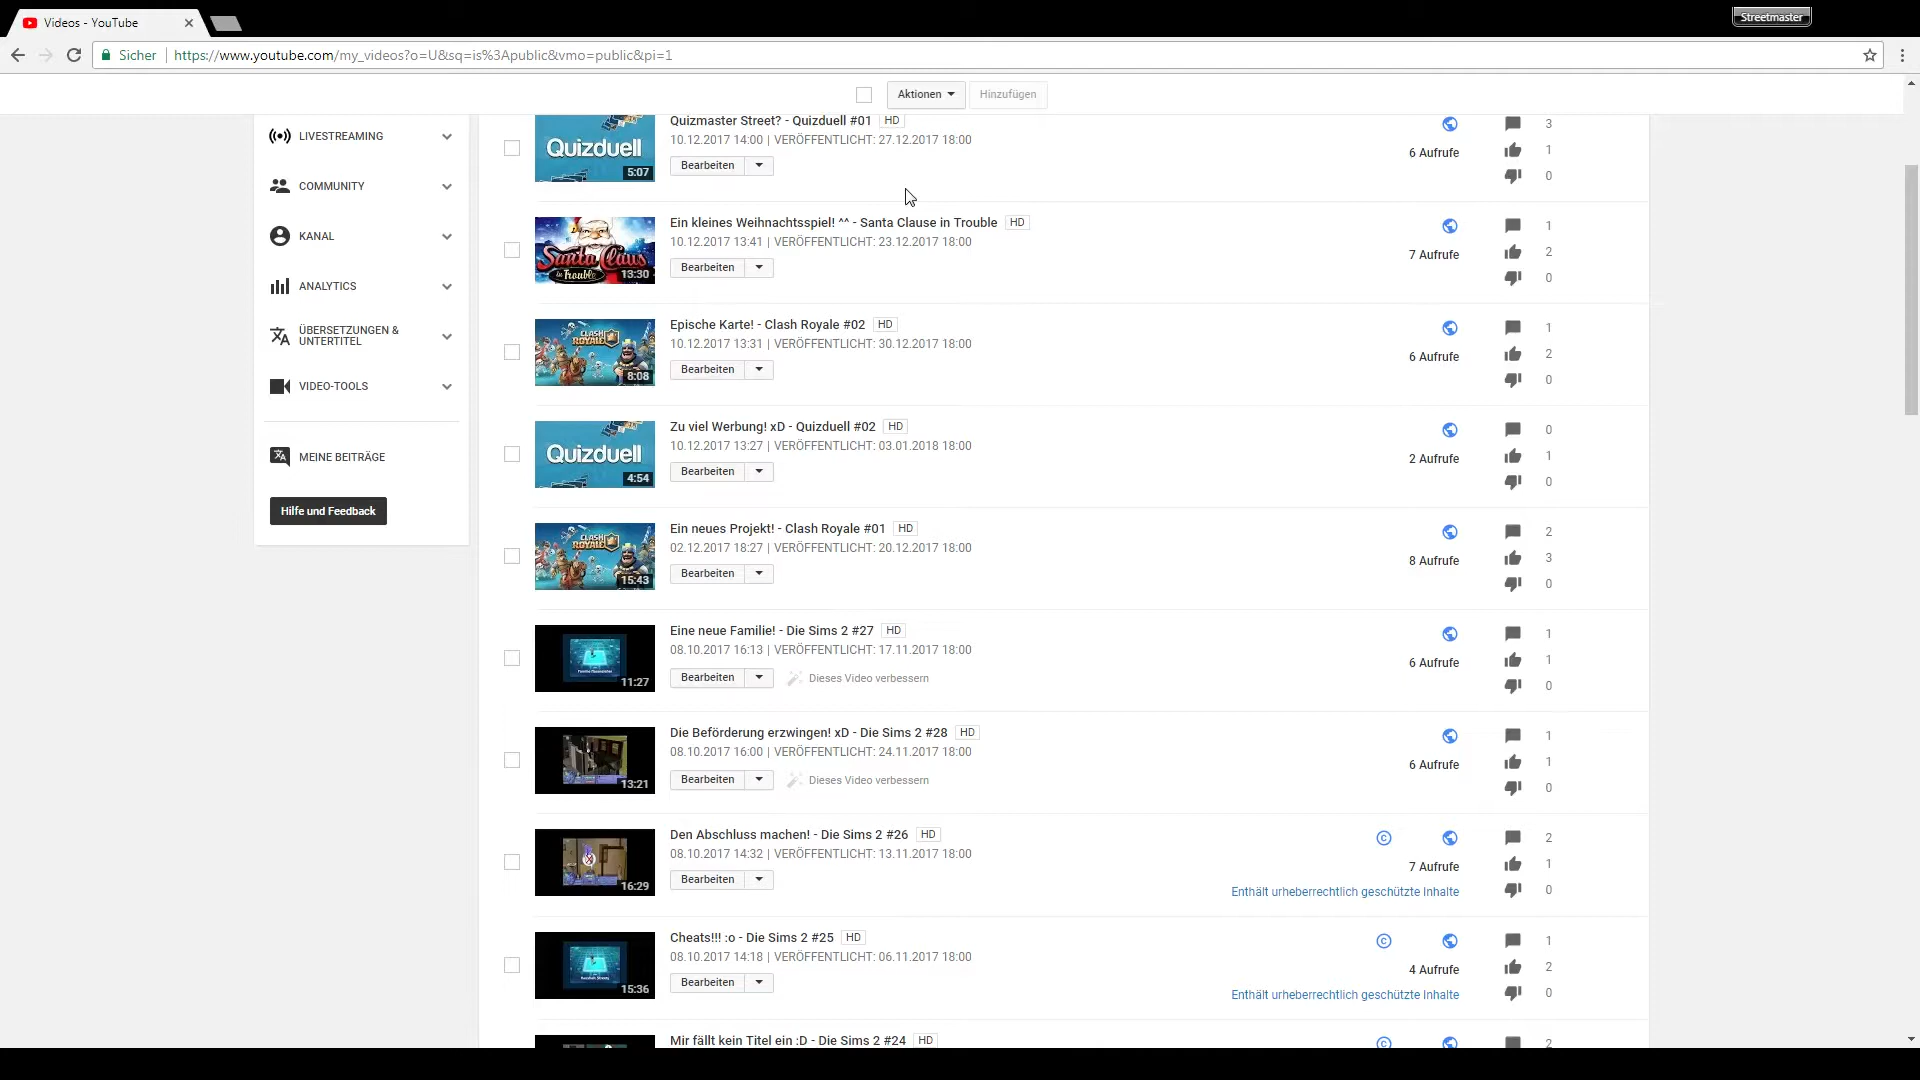 Videos - YouTube
Streetmaster
Sicher
https://www.youtube.com/my_videos?o=U&sq=is%3Apublic&vmo=public&pi=1
Aktionen
Hinzufügen
LIVESTREAMING
COMMUNITY
KANAL
ANALYTICS
ÜBERSETZUNGEN &
UNTERTITEL
VIDEO-TOOLS
MEINE BEITRÄGE
Hilfe und Feedback
Quizduell
5:07
Quizmaster Street? - Quizduell #01 HD
10.12.2017 14:00 | VERÖFFENTLICHT: 27.12.2017 18:00
Bearbeiten
6 Aufrufe
3
1
0
Santa Claus
in Trouble
13:30
Ein kleines Weihnachtsspiel! ^^ - Santa Clause in Trouble HD
10.12.2017 13:41 | VERÖFFENTLICHT: 23.12.2017 18:00
Bearbeiten
7 Aufrufe
1
2
0
CLASH
ROYALE
8:08
Epische Karte! - Clash Royale #02 HD
10.12.2017 13:31 | VERÖFFENTLICHT: 30.12.2017 18:00
Bearbeiten
6 Aufrufe
1
2
0
Quizduell
4:54
Zu viel Werbung! xD - Quizduell #02 HD
10.12.2017 13:27 | VERÖFFENTLICHT: 03.01.2018 18:00
Bearbeiten
2 Aufrufe
0
1
0
CLASH
ROYALE
15:43
Ein neues Projekt! - Clash Royale #01 HD
02.12.2017 18:27 | VERÖFFENTLICHT: 20.12.2017 18:00
Bearbeiten
8 Aufrufe
2
3
0
11:27
Eine neue Familie! - Die Sims 2 #27 HD
08.10.2017 16:13 | VERÖFFENTLICHT: 17.11.2017 18:00
Bearbeiten
Dieses Video verbessern
6 Aufrufe
1
1
0
13:21
Die Beförderung erzwingen! xD - Die Sims 2 #28 HD
08.10.2017 16:00 | VERÖFFENTLICHT: 24.11.2017 18:00
Bearbeiten
Dieses Video verbessern
6 Aufrufe
1
1
0
16:29
Den Abschluss machen! - Die Sims 2 #26 HD
08.10.2017 14:32 | VERÖFFENTLICHT: 13.11.2017 18:00
Bearbeiten
7 Aufrufe
Enthält urheberrechtlich geschützte Inhalte
2
1
0
15:36
Cheats!!! :o - Die Sims 2 #25 HD
08.10.2017 14:18 | VERÖFFENTLICHT: 06.11.2017 18:00
Bearbeiten
4 Aufrufe
Enthält urheberrechtlich geschützte Inhalte
1
2
0
Mir fällt kein Titel ein :D - Die Sims 2 #24 HD
2